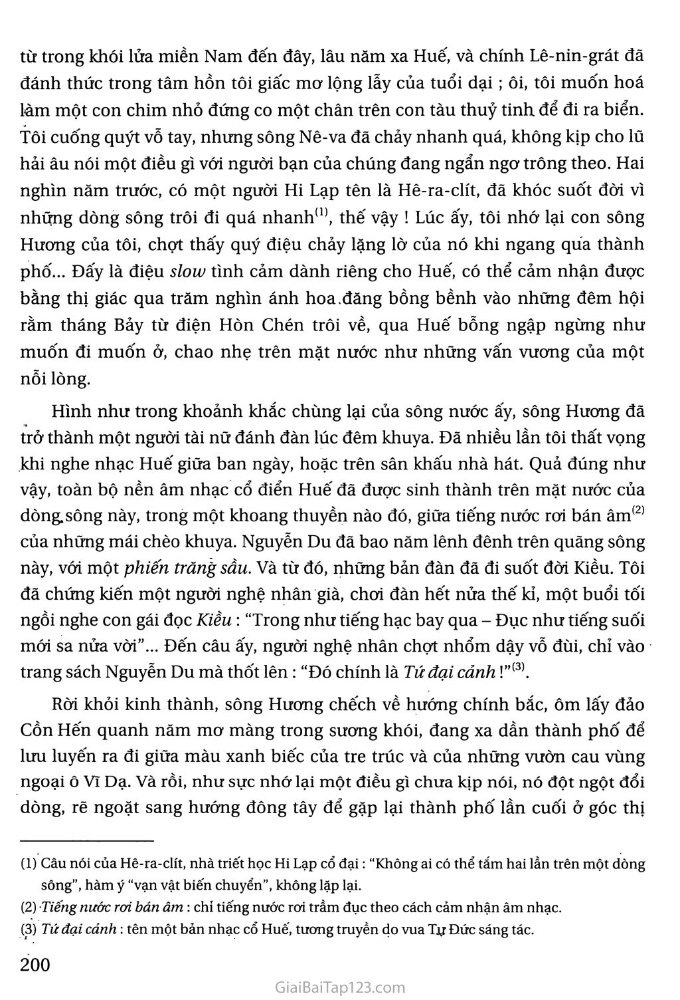 từ trong khói lửa miền Nam đến đây, lâu năm xa Huế, và chính Lê-nin-grát đã
đánh thức trong tâm hồn tôi giấc mơ lộng lẫy của tuổi dại ; ôi, tôi muốn hoá
làm một con chim nhỏ đứng co một chân trên con tàu thuỷ tinh để đi ra biển.
Tôi cuống quýt vỗ tay, nhưng sông Nê-va đã chảy nhanh quá, không kịp cho lũ
hải âu nói một điều gì với người bạn của chúng đang ngẩn ngơ trông theo. Hai
nghìn năm trước, có một người Hi Lạp tên là Hê-ra-clít, đã khóc suốt đời vì
những dòng sông trôi đi quá nhanh(1), thế vậy ! Lúc ấy, tôi nhớ lại con sông
Hương của tôi, chợt thấy quý điệu chảy lặng lờ của nó khi ngang qua thành
phố... Đấy là điệu slow tình cảm dành riêng cho Huế, có thể cảm nhận được
bằng thị giác qua trăm nghìn ánh hoa đăng bồng bềnh vào những đêm hội
rằm tháng Bảy từ điện Hòn Chén trôi về, qua Huế bỗng ngập ngừng như
muốn đi muốn ở, chao nhẹ trên mặt nước như những vấn vương của một
nỗi lòng.
Hình như trong khoảnh khắc chùng lại của sông nước ấy, sông Hương đã
trở thành một người tài nữ đánh đàn lúc đêm khuya. Đã nhiều lần tôi thất vọng
khi nghe nhạc Huế giữa ban ngày, hoặc trên sân khấu nhà hát. Quả đúng như
vậy, toàn bộ nền âm nhạc cổ điển Huế đã được sinh thành trên mặt nước của
dòng sông này, trong một khoang thuyền nào đó, giữa tiếng nước rơi bán âm(2)
của những mái chèo khuya. Nguyễn Du đã bao năm lênh đênh trên quãng sông
này, với một phiến trăng sầu. Và từ đó, những bản đàn đã đi suốt đời Kiều. Tôi
đã chứng kiến một người nghệ nhân già, chơi đàn hết nửa thế kỉ, một buổi tối
ngồi nghe con gái đọc Kiều : “Trong như tiếng hạc bay qua – Đục như tiếng suối
mới sa nửa vời”... Đến câu ấy, người nghệ nhân chợt nhổm dậy vỗ đùi, chỉ vào
trang sách Nguyễn Du mà thốt lên : “Đó chính là Tứ đại cảnh !”(3).
Rời khỏi kinh thành, sông Hương chếch về hướng chính bắc, ôm lấy đảo
Cồn Hến quanh năm mơ màng trong sương khói, đang xa dần thành phố để
lưu luyến ra đi giữa màu xanh biếc của tre trúc và của những vườn cau vùng
ngoại ô Vĩ Dạ. Và rồi, như sực nhớ lại một điều gì chưa kịp nói, nó đột ngột đổi
dòng, rẽ ngoặt sang hướng đông tây để gặp lại thành phố lần cuối ở góc thị
(1) Câu nói của Hê-ra-clít, nhà triết học Hi Lạp cổ đại : “Không ai có thể tắm hai lần trên một dòng
sông”, hàm ý “vạn vật biến chuyển”, không lặp lại.
(2) Tiếng nước rơi bán âm : chỉ tiếng nước rơi trầm đục theo cách cảm nhận âm nhạc.
(3) Tứ đại cảnh : tên một bản nhạc cổ Huế, tương truyền do vua Tự Đức sáng tác.
200
GiaiBaiTap123.com